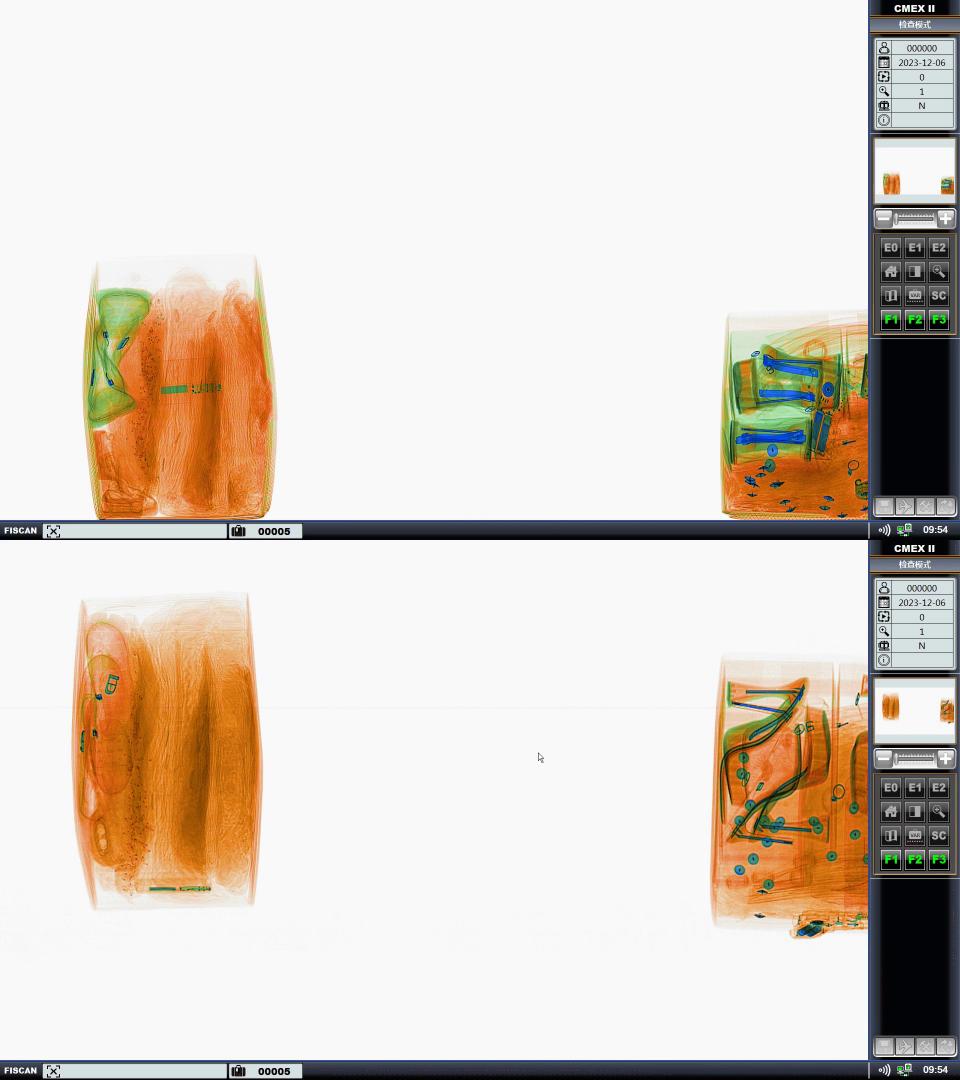 CMEX II
检查模式
000000
2023-12-06
0
1
N
E0 E1 E2
VAR SC
F1 F2 F3
FISCAN 00005 09:54
CMEX II
检查模式
000000
2023-12-06
0
1
N
E0 E1 E2
VAR SC
F1 F2 F3
FISCAN 00005 09:54